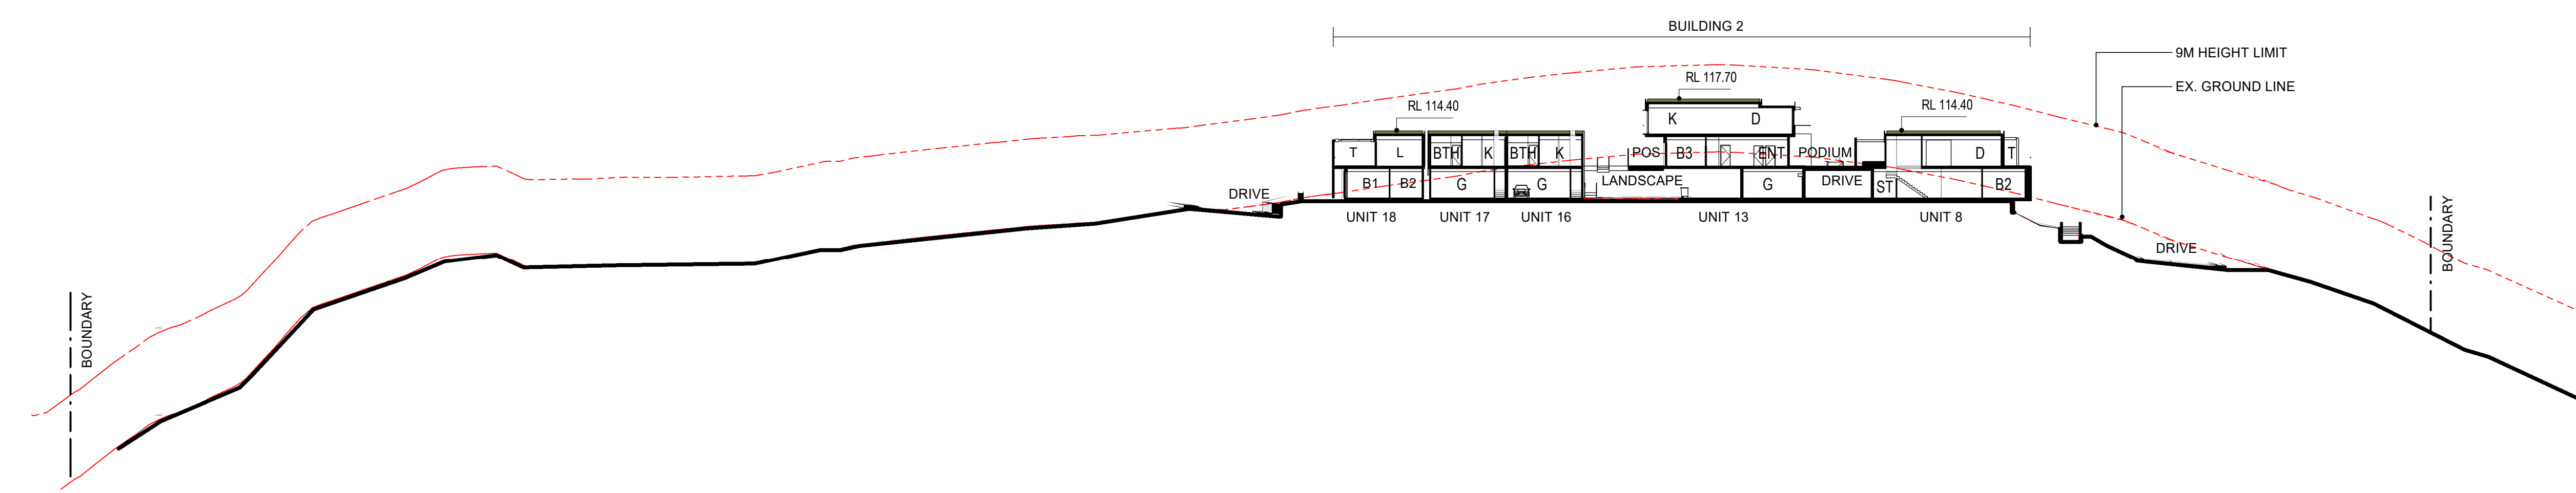 BUILDING 2
9M HEIGHT LIMIT
RL 117.70
EX. GROUND LINE
RL 114.40
RL 114.40
K D
T L BTH K BTH K POS B3 ENT PODIUM D T
B1 B2 G G LANDSCAPE G DRIVE ST B2
DRIVE
UNIT 18 UNIT 17 UNIT 16 UNIT 13 UNIT 8
DRIVE
BOUNDARY
BOUNDARY